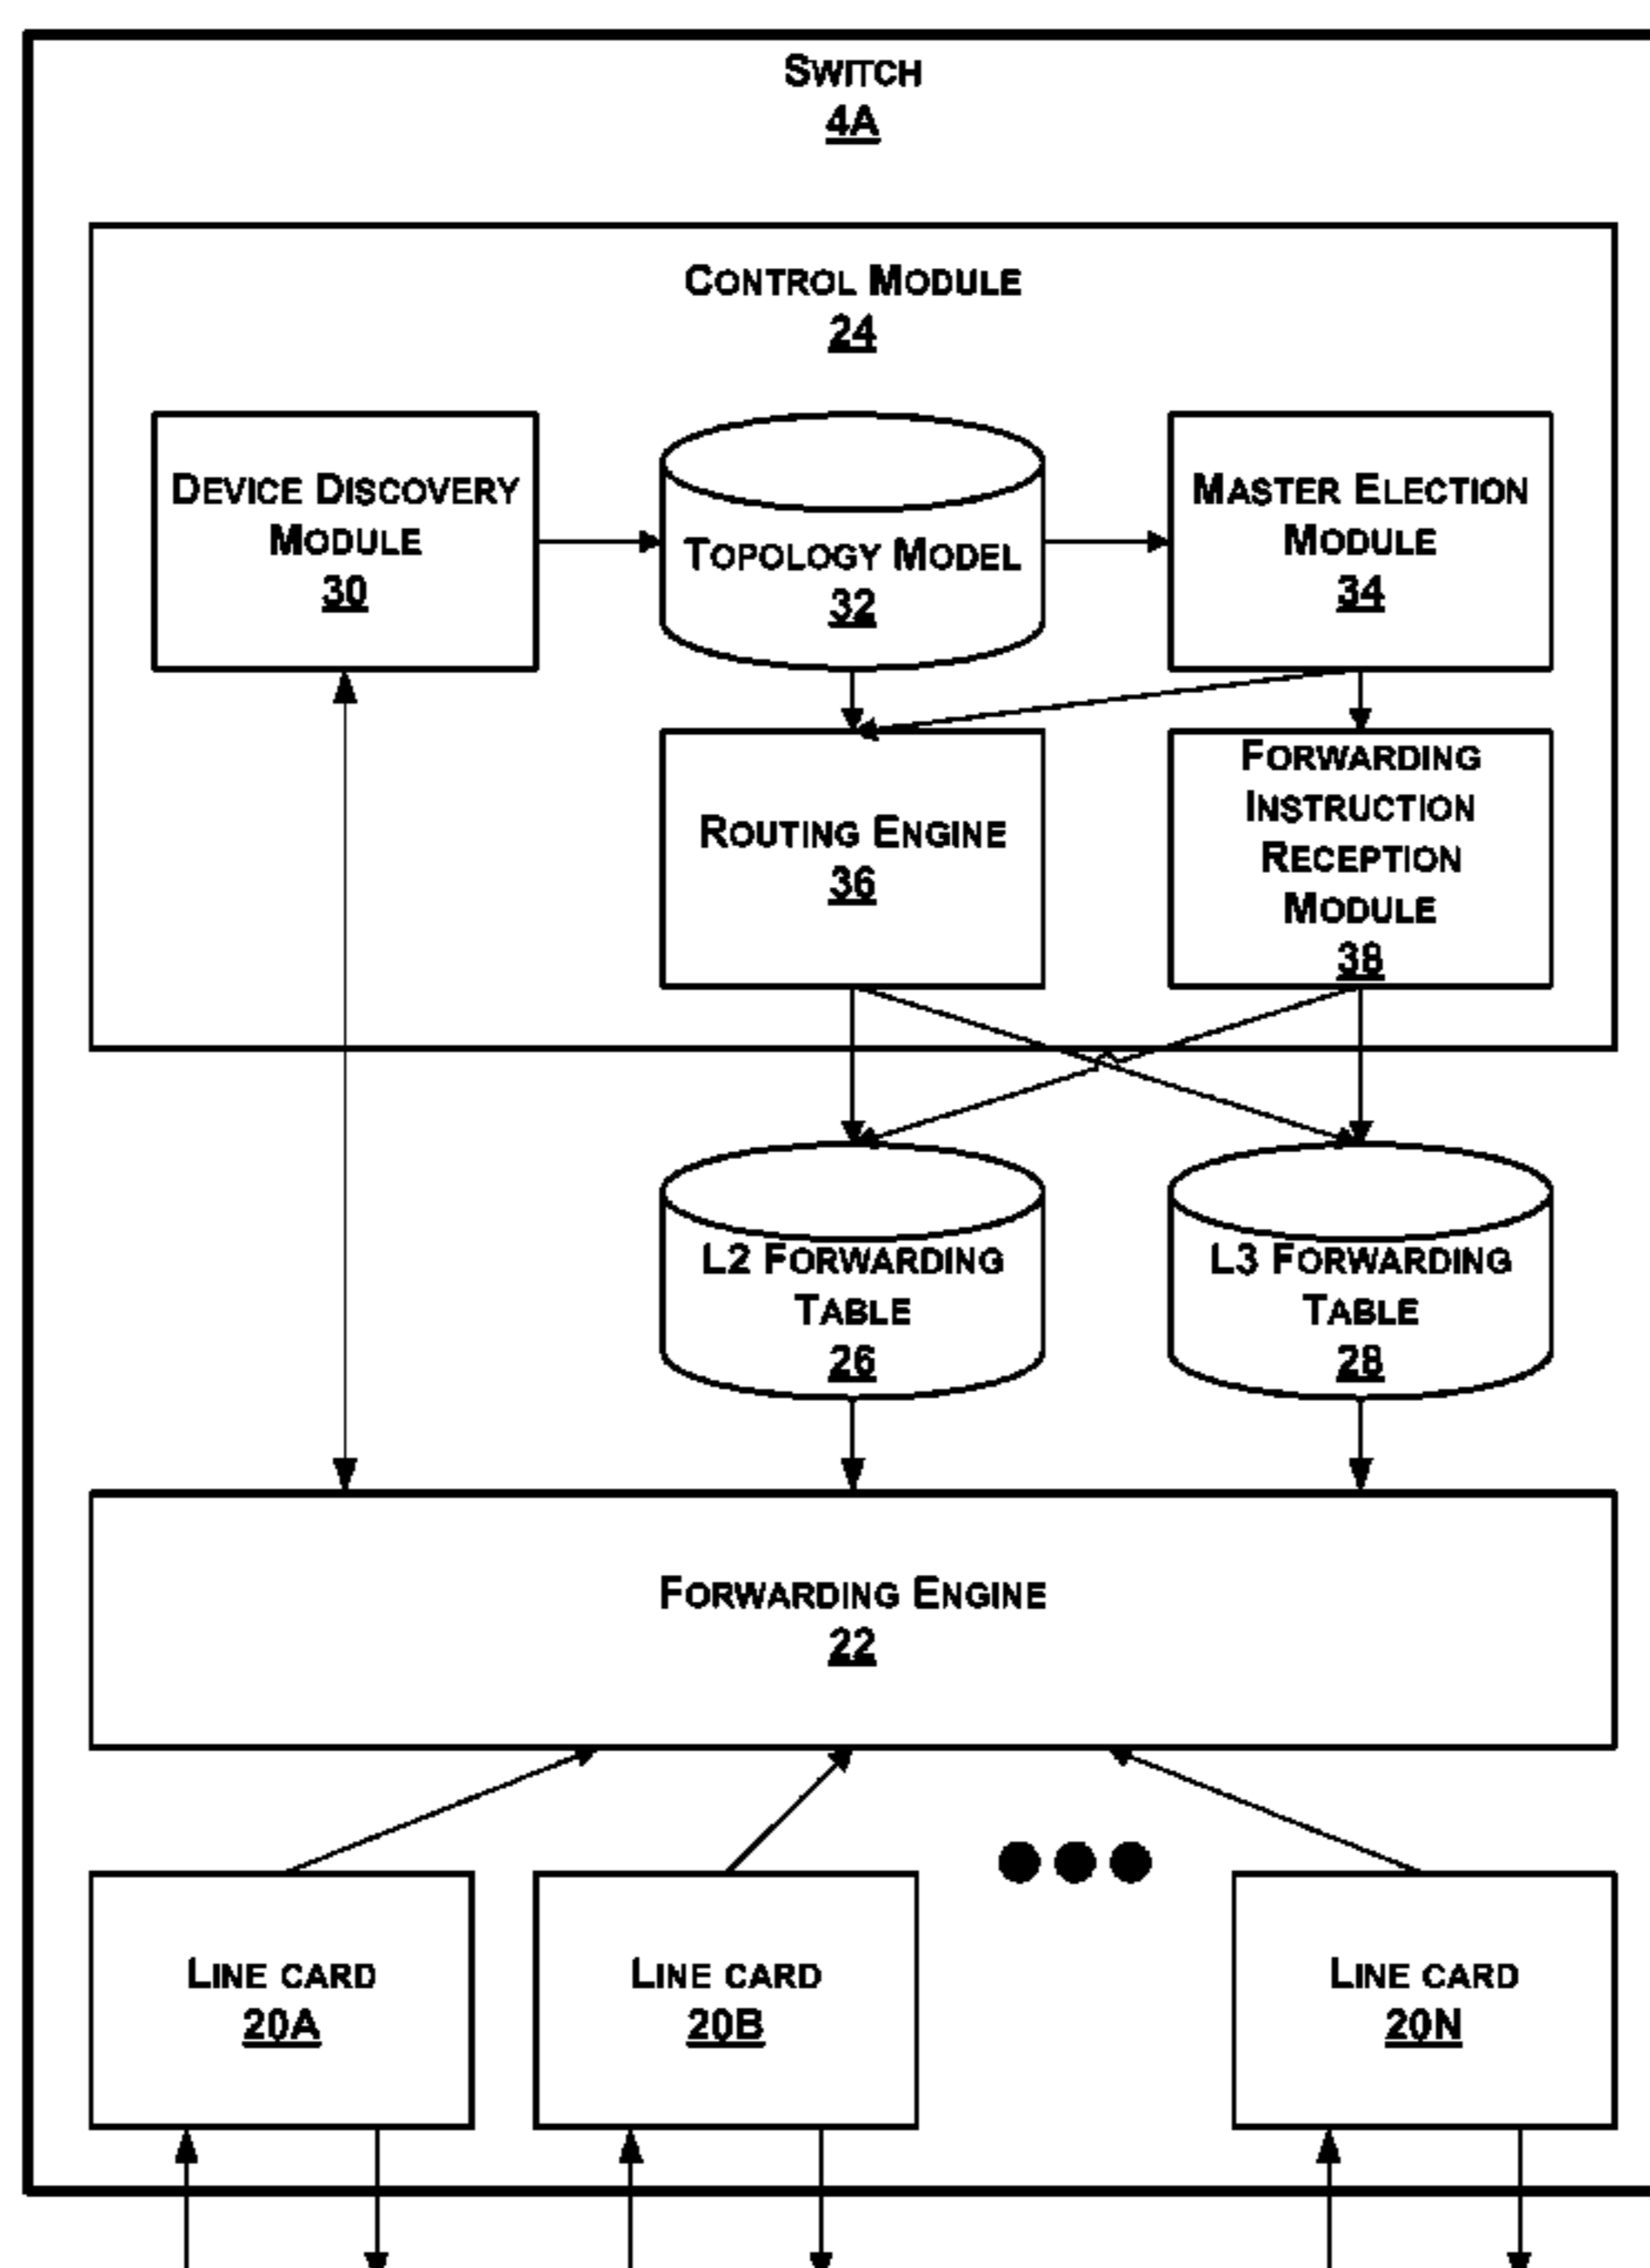 SWITCH
4A
CONTROL MODULE
24
DEVICE DISCOVERY
MODULE
30
TOPOLOGY MODEL
32
MASTER ELECTION
MODULE
34
ROUTING ENGINE
36
FORWARDING
INSTRUCTION
RECEPTION
MODULE
38
L2 FORWARDING
TABLE
26
L3 FORWARDING
TABLE
28
FORWARDING ENGINE
22
LINE CARD
20A
LINE CARD
20B
LINE CARD
20N